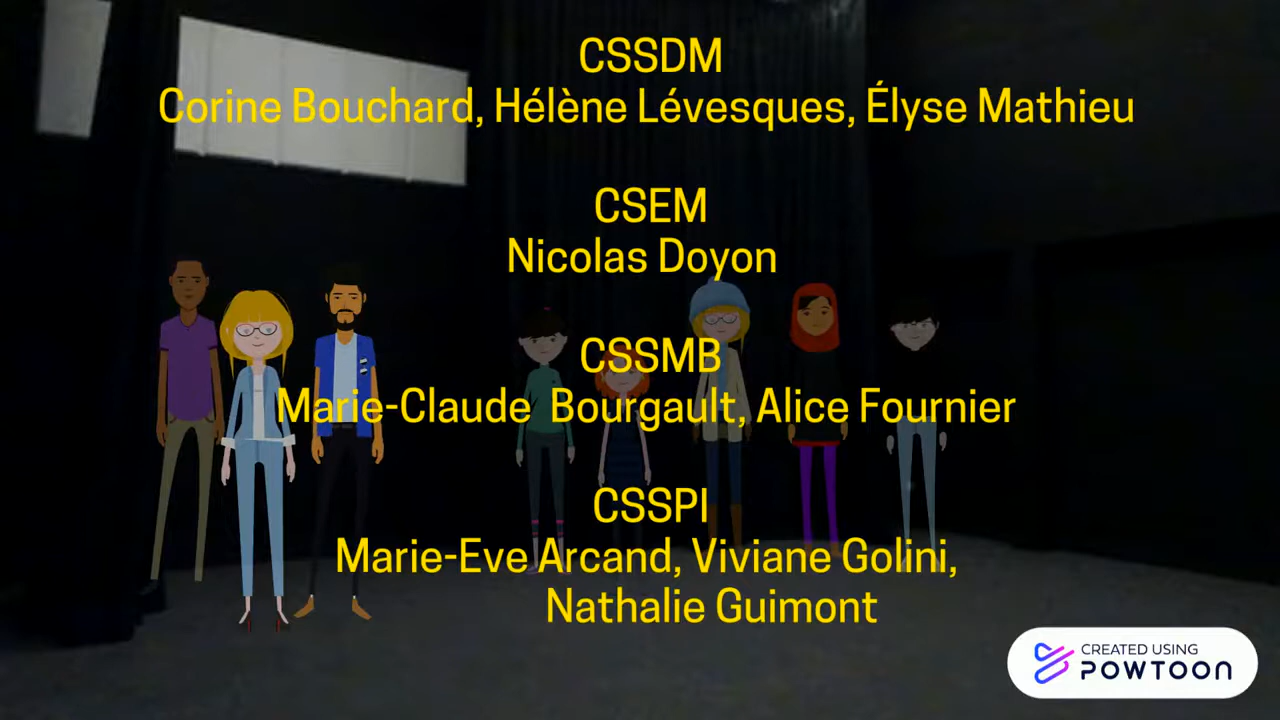 CSSDM
Corine Bouchard, Hélène Lévesques, Élyse Mathieu
CSEM
Nicolas Doyon
CSSMB
Marie-Claude  Bourgault, Alice Fournier
CSSPI
Marie-Eve Arcand, Viviane Golini,
Nathalie Guimont
CREATED USING
POWTOON